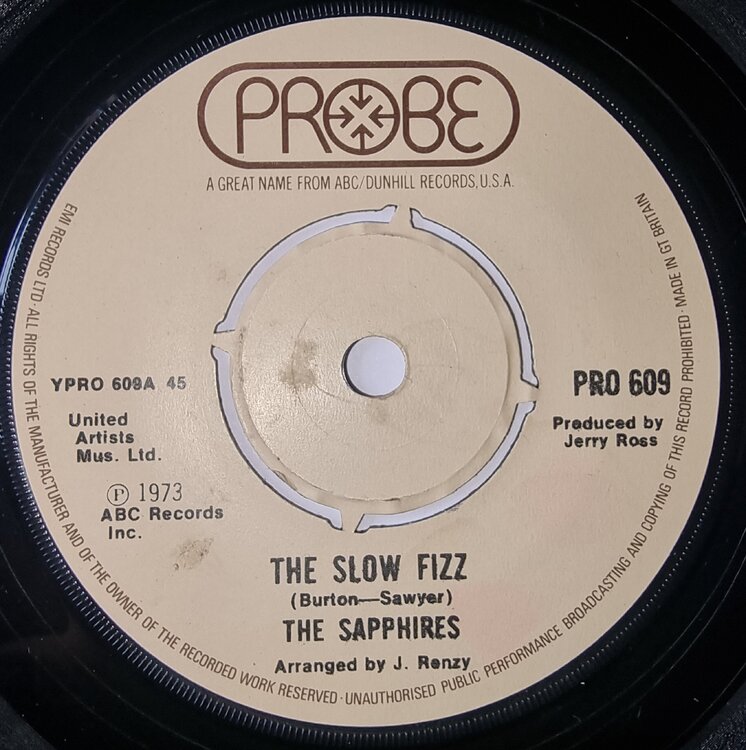 PROBE
A GREAT NAME FROM ABC/DUNHILL RECORDS, U.S.A.
EMI RECORDS LTD · ALL RIGHTS OF THE MANUFACTURER AND OF THE OWNER OF THE RECORDED WORK RESERVED · UNAUTHORISED PUBLIC PERFORMANCE BROADCASTING AND COPYING OF THIS RECORD PROHIBITED · MADE IN GT BRITAIN
YPRO 609A 45
PRO 609
United
Artists
Mus. Ltd.
Produced by
Jerry Ross
Ⓟ 1973
ABC Records
Inc.
THE SLOW FIZZ
(Burton—Sawyer)
THE SAPPHIRES
Arranged by J. Renzy